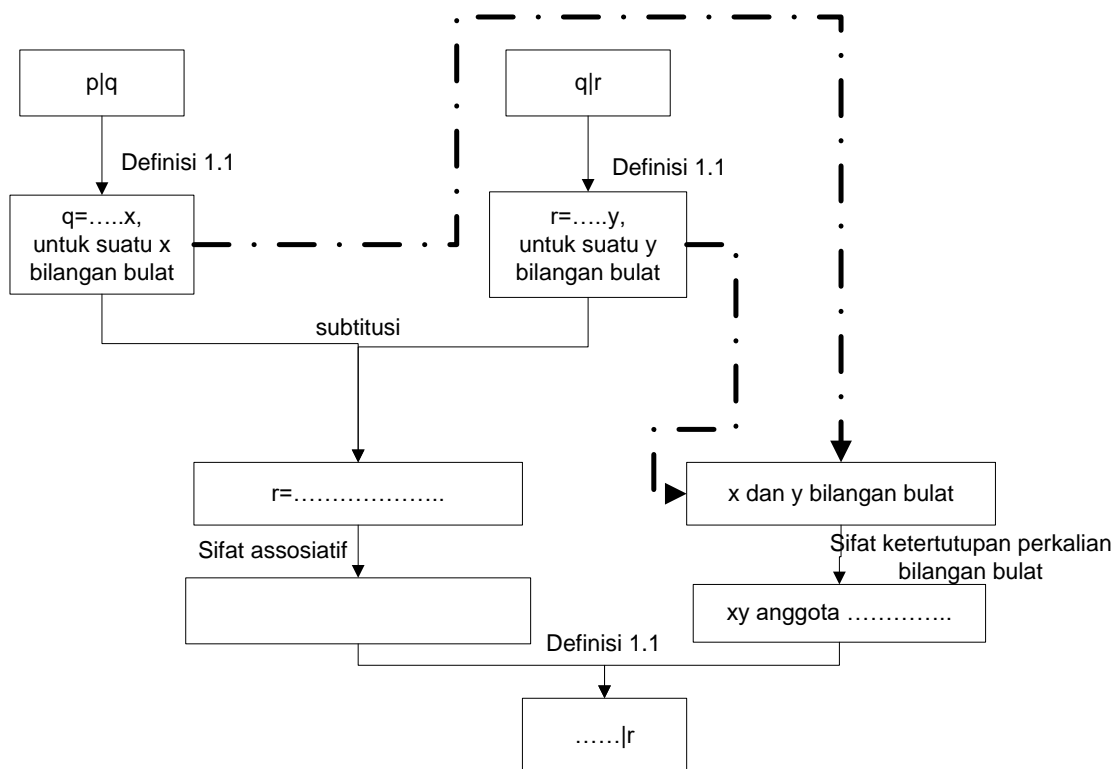 p|q
q|r
Definisi 1.1
Definisi 1.1
q=…..x,
untuk suatu x
bilangan bulat
r=…..y,
untuk suatu y
bilangan bulat
subtitusi
r=………………..
x dan y bilangan bulat
Sifat assosiatif
Sifat ketertutupan perkalian
bilangan bulat
xy anggota …………..
Definisi 1.1
……|r